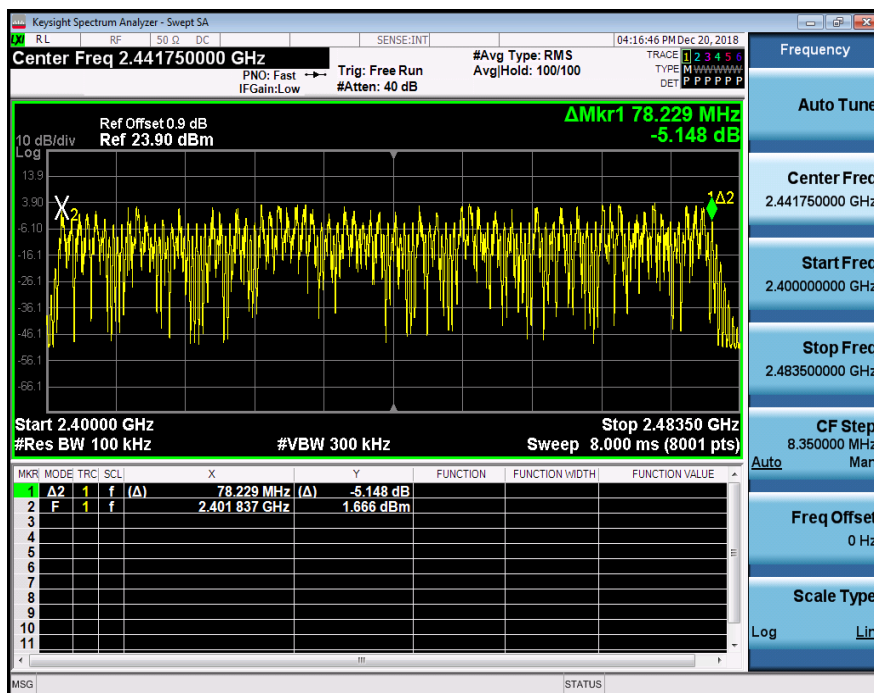 Keysight Spectrum Analyzer - Swept SA
LXI RL RF 50 Ω DC SENSE:INT 04:16:46 PM Dec 20, 2018
Center Freq 2.441750000 GHz
PNO: Fast
IFGain:Low
Trig: Free Run
#Atten: 40 dB
#Avg Type: RMS
Avg|Hold: 100/100
TRACE 1 2 3 4 5 6
TYPE M W W W W W
DET P P P P P P
Ref Offset 0.9 dB
10 dB/div Ref 23.90 dBm
Log
ΔMkr1 78.229 MHz
-5.148 dB
13.9
3.90
-6.10
-16.1
-26.1
-36.1
-46.1
-56.1
-66.1
X2
1Δ2
Start 2.40000 GHz Stop 2.48350 GHz
#Res BW 100 kHz #VBW 300 kHz Sweep 8.000 ms (8001 pts)
MKR MODE TRC SCL X Y FUNCTION FUNCTION WIDTH FUNCTION VALUE
1 Δ2 1 f (Δ) 78.229 MHz (Δ) -5.148 dB
2 F 1 f 2.401 837 GHz 1.666 dBm
3
4
5
6
7
8
9
10
11
MSG STATUS
Frequency
Auto Tune
Center Freq
2.441750000 GHz
Start Freq
2.400000000 GHz
Stop Freq
2.483500000 GHz
CF Step
8.350000 MHz
Auto Man
Freq Offset
0 Hz
Scale Type
Log Lin